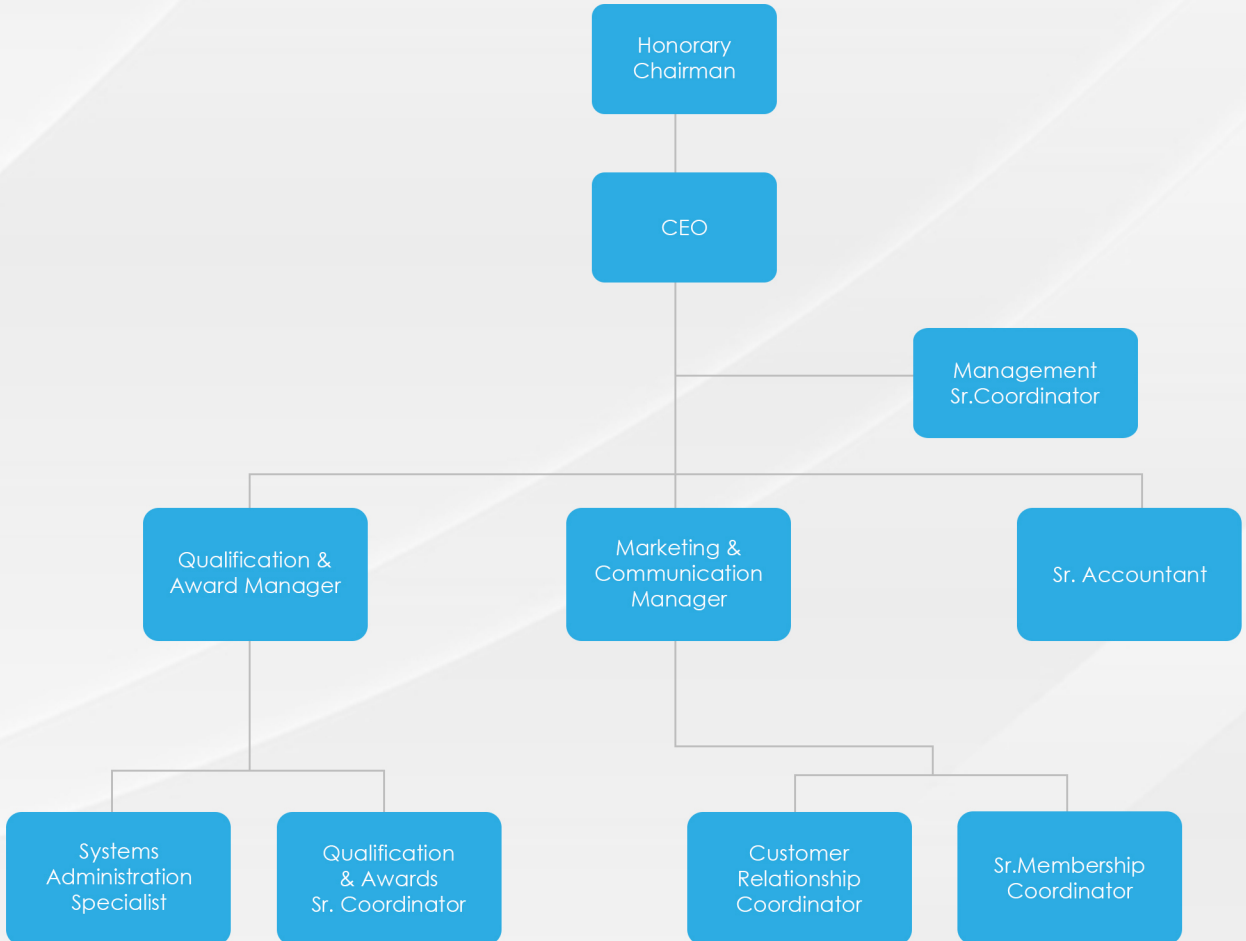 Honorary
Chairman
CEO
Management
Sr.Coordinator
Qualification &
Award Manager
Marketing &
Communication
Manager
Sr. Accountant
Systems
Administration
Specialist
Qualification
& Awards
Sr. Coordinator
Customer
Relationship
Coordinator
Sr.Membership
Coordinator